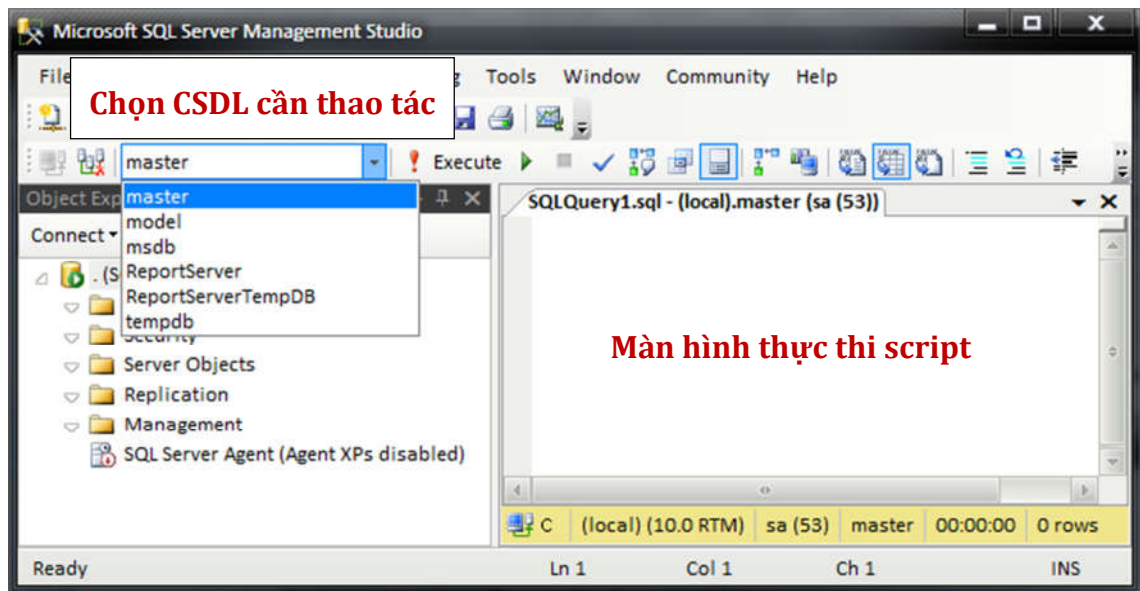 Microsoft SQL Server Management Studio
File Tools Window Community Help
Chọn CSDL cần thao tác
master Execute
Object Exp
master
model
msdb
ReportServer
ReportServerTempDB
tempdb
Connect
. (S
Security
Server Objects
Replication
Management
SQL Server Agent (Agent XPs disabled)
SQLQuery1.sql - (local).master (sa (53))
Màn hình thực thi script
C (local) (10.0 RTM) sa (53) master 00:00:00 0 rows
Ready Ln 1 Col 1 Ch 1 INS